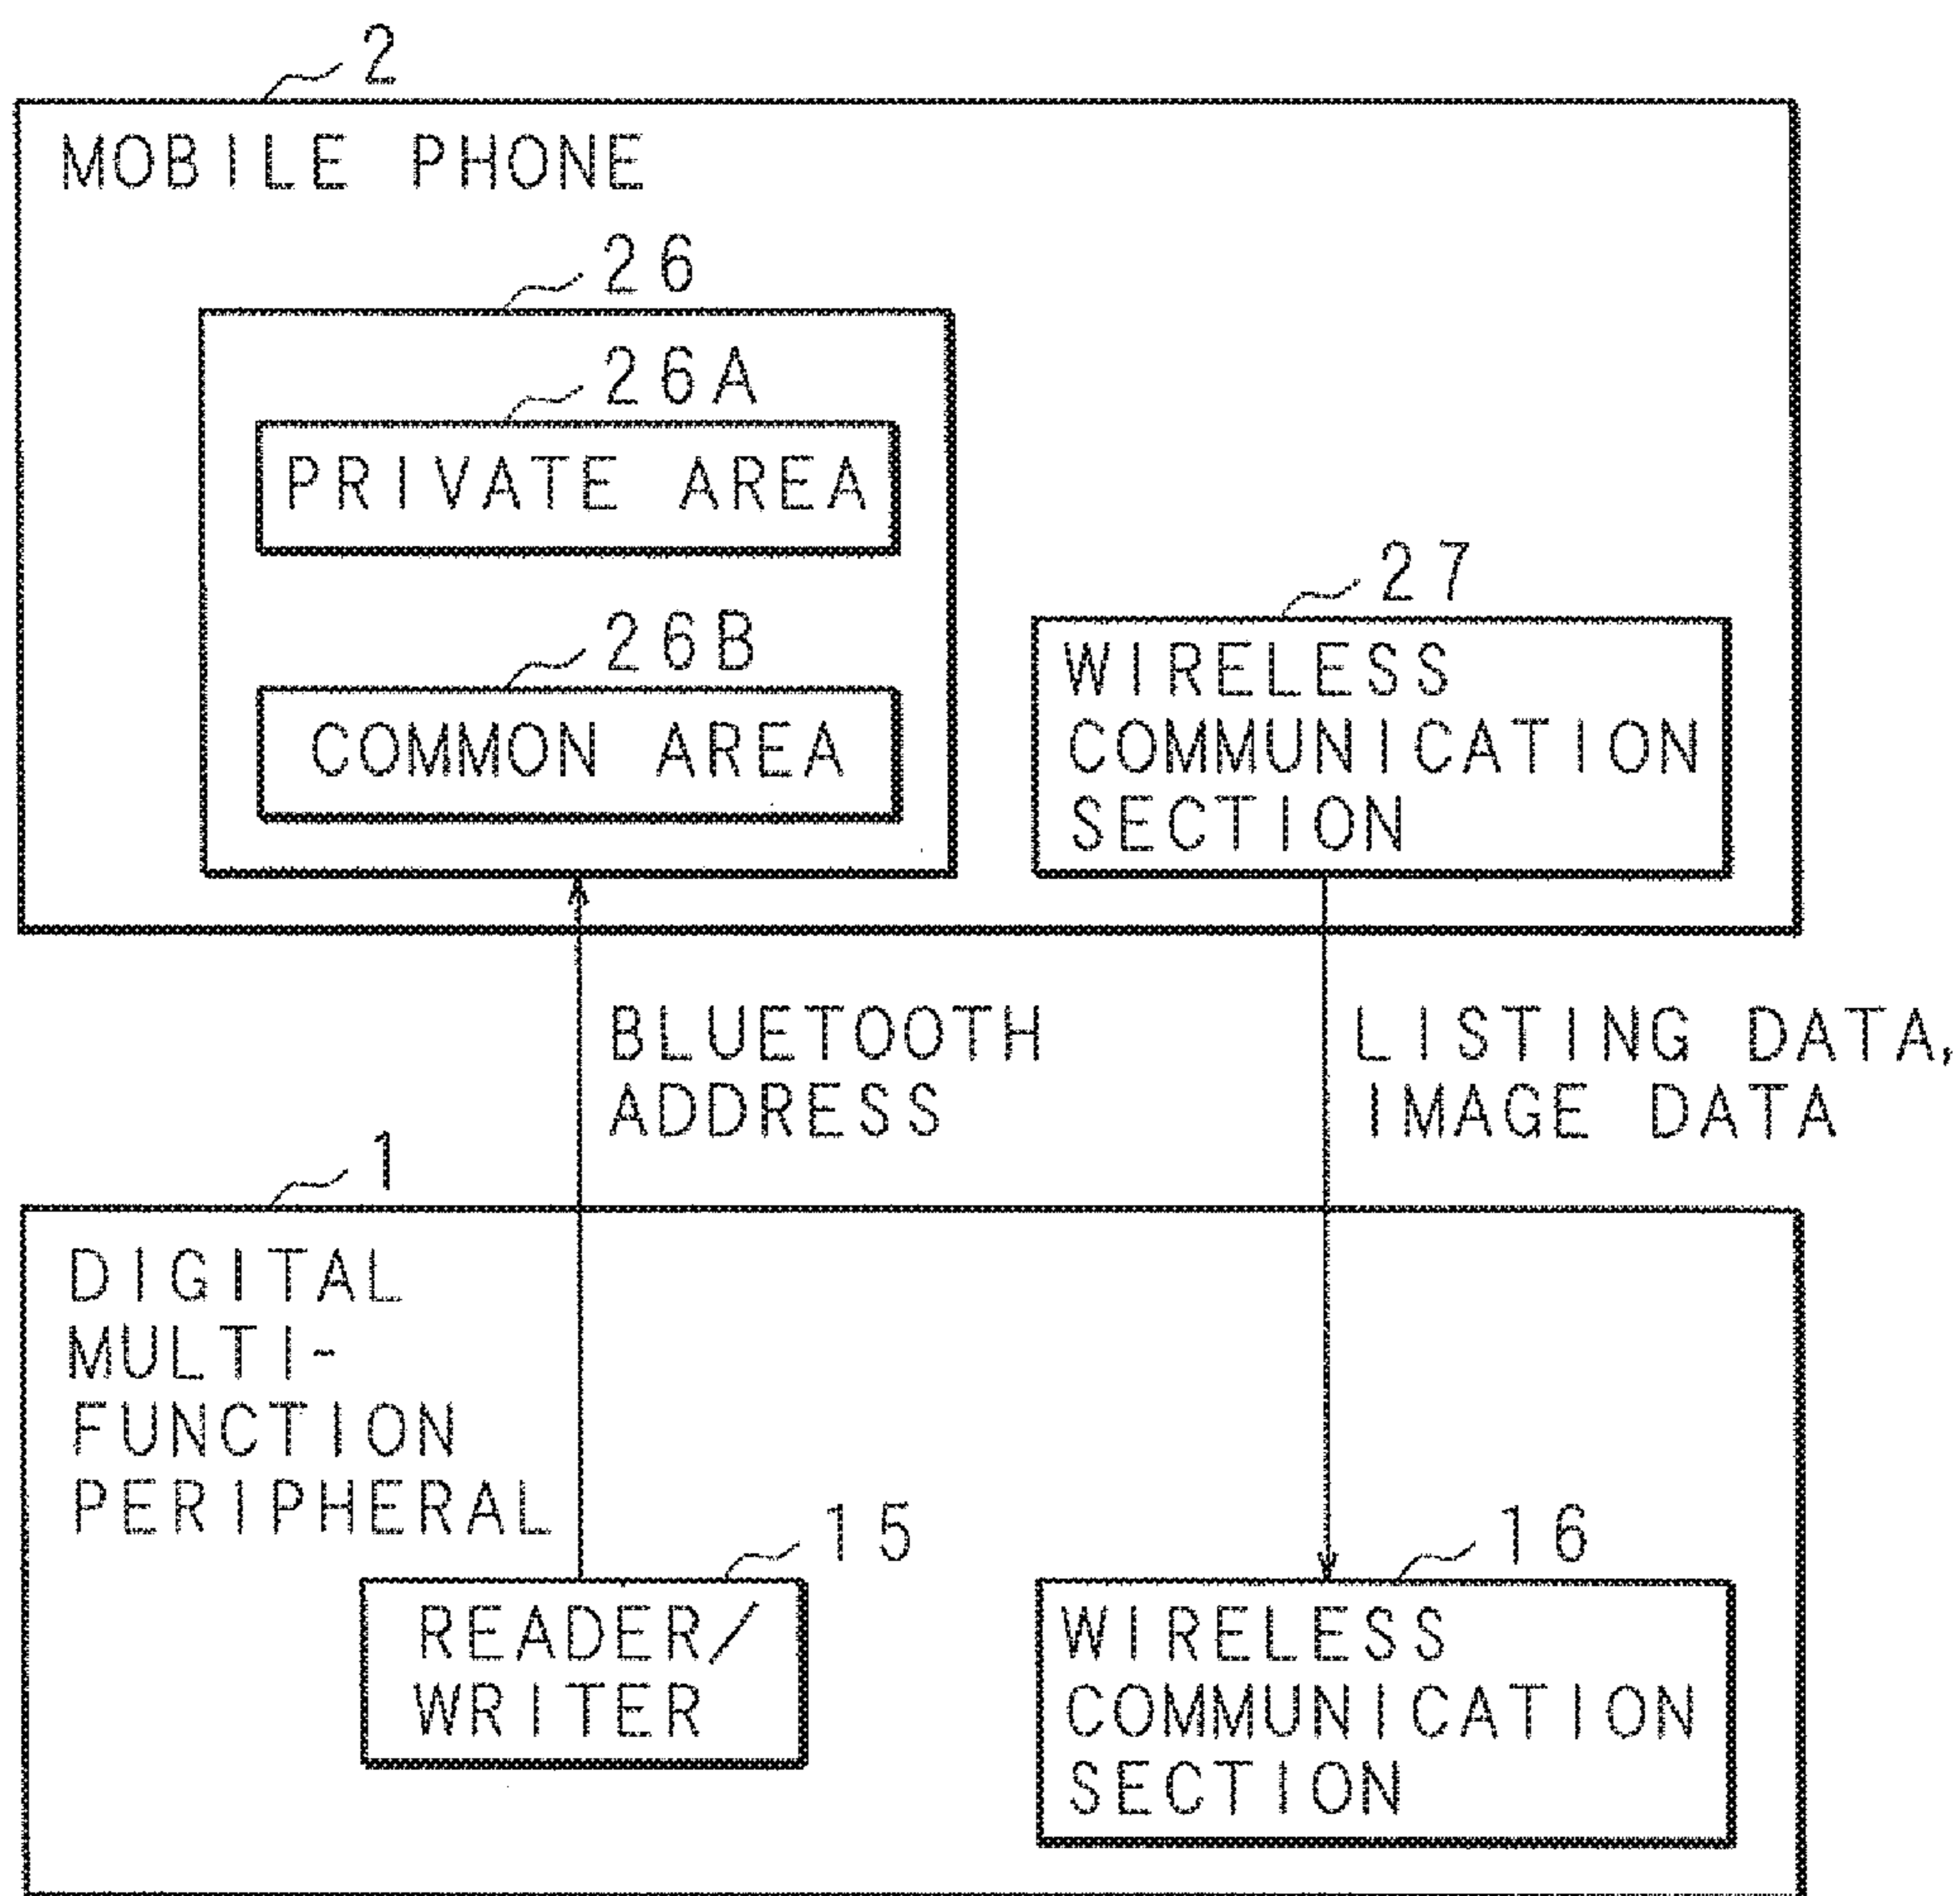 2
MOBILE PHONE
26
26A
PRIVATE AREA
26B
COMMON AREA
27
WIRELESS
COMMUNICATION
SECTION
BLUETOOTH
ADDRESS
LISTING DATA,
IMAGE DATA
1
DIGITAL
MULTI-
FUNCTION
PERIPHERAL
15
READER/
WRITER
16
WIRELESS
COMMUNICATION
SECTION